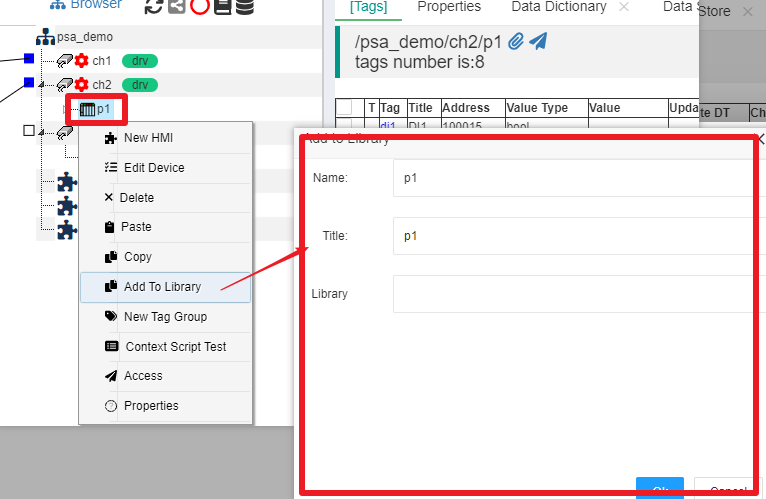 Browser
psa_demo
ch1 drv
ch2 drv
p1
New HMI
Edit Device
Delete
Paste
Copy
Add To Library
New Tag Group
Context Script Test
Access
Properties
[Tags] Properties Data Dictionary Data S
Store
/psa_demo/ch2/p1
tags number is:8
T Tag Title Address Value Type Value Upda
te DT Ch
di1 DI1 100015 bool
Add to Library
Name: p1
Title: p1
Library
Ok Cancel